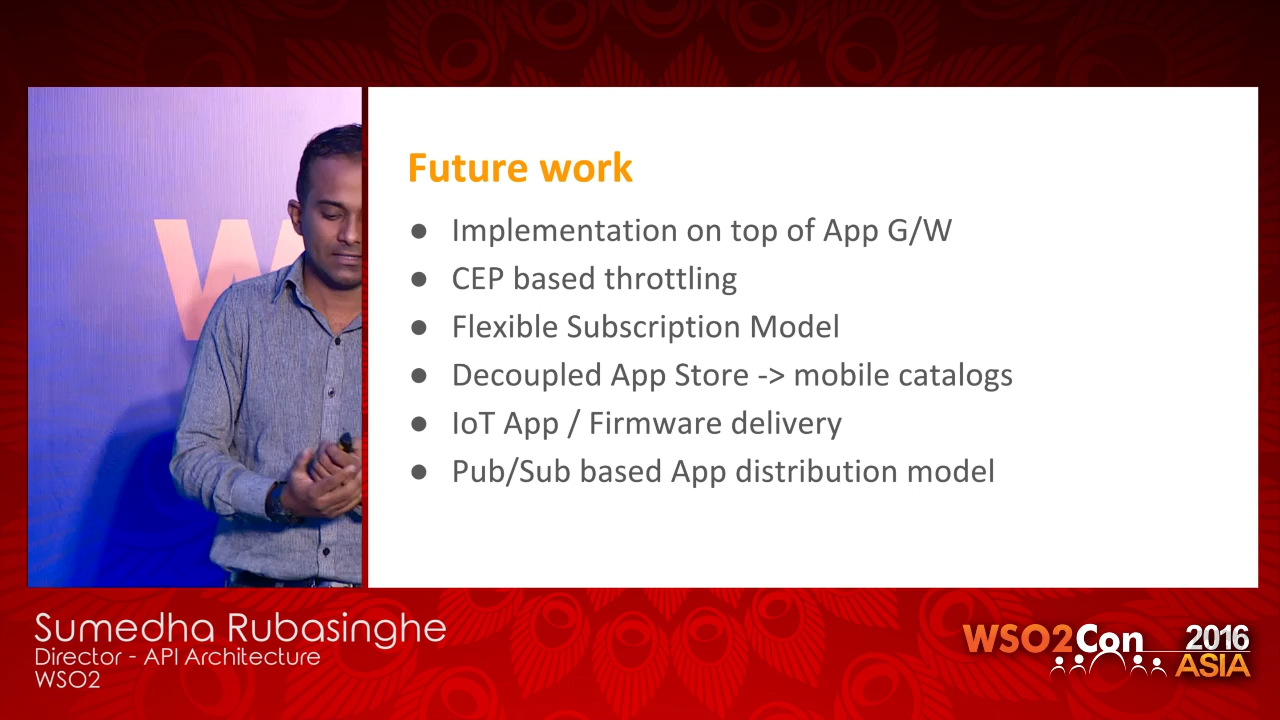 W
Future work
● Implementation on top of App G/W
● CEP based throttling
● Flexible Subscription Model
● Decoupled App Store -> mobile catalogs
● IoT App / Firmware delivery
● Pub/Sub based App distribution model
Sumedha Rubasinghe
Director - API Architecture
WSO2
WSO2Con 2016
ASIA